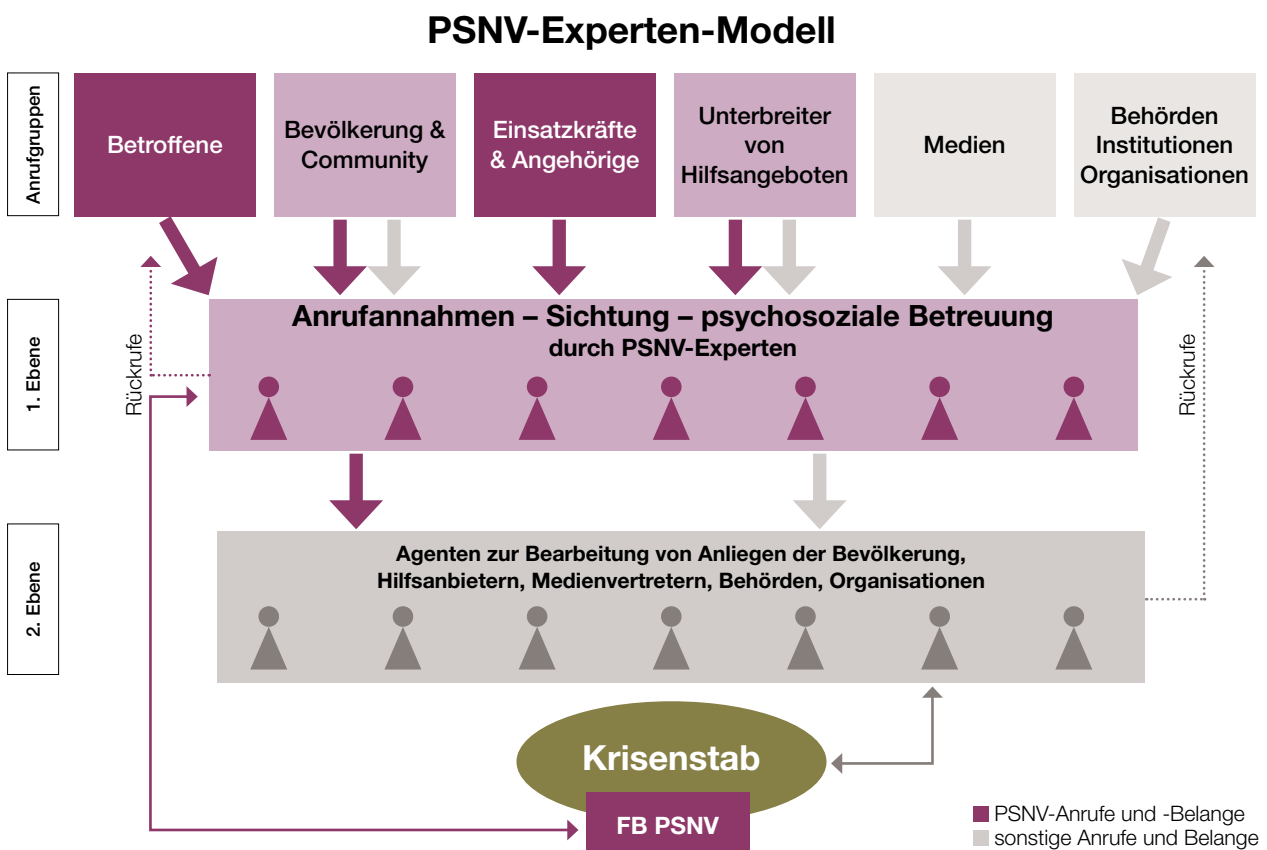 PSNV-Experten-Modell
Anrufgruppen
Betroffene
Bevölkerung &
Community
Einsatzkräfte
& Angehörige
Unterbreiter
von
Hilfsangeboten
Medien
Behörden
Institutionen
Organisationen
1. Ebene
Rückrufe
Anrufannahmen – Sichtung – psychosoziale Betreuung
durch PSNV-Experten
Rückrufe
2. Ebene
Agenten zur Bearbeitung von Anliegen der Bevölkerung,
Hilfsanbietern, Medienvertretern, Behörden, Organisationen
Krisenstab
FB PSNV
PSNV-Anrufe und -Belange
sonstige Anrufe und Belange